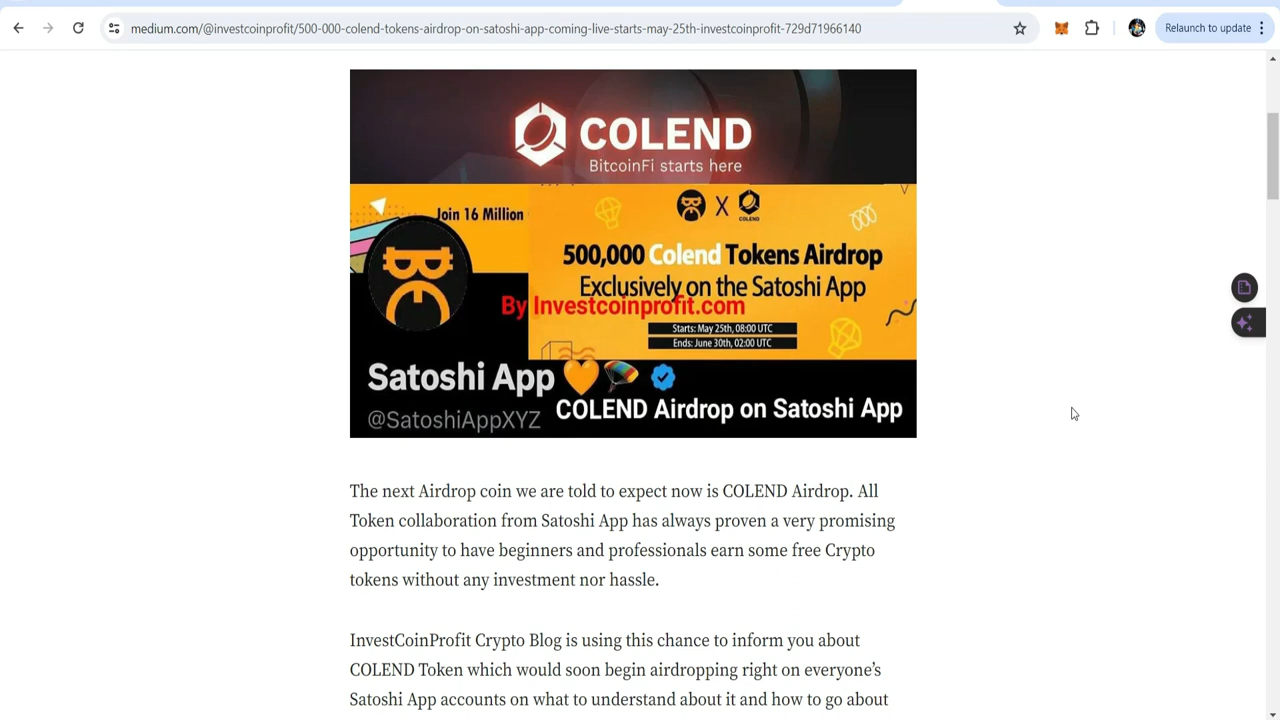 medium.com/@investcoinprofit/500-000-colend-tokens-airdrop-on-satoshi-app-coming-live-starts-may-25th-investcoinprofit-729d71966140
Relaunch to update
COLEND
BitcoinFi starts here
Join 16 Million
X
COLEND
500,000 Colend Tokens Airdrop
Exclusively on the Satoshi App
By Investcoinprofit.com
Starts: May 25th, 08:00 UTC
Ends: June 30th, 02:00 UTC
Satoshi App
@SatoshiAppXYZ
COLEND Airdrop on Satoshi App
The next Airdrop coin we are told to expect now is COLEND Airdrop. All
Token collaboration from Satoshi App has always proven a very promising
opportunity to have beginners and professionals earn some free Crypto
tokens without any investment nor hassle.
InvestCoinProfit Crypto Blog is using this chance to inform you about
COLEND Token which would soon begin airdropping right on everyone’s
Satoshi App accounts on what to understand about it and how to go about